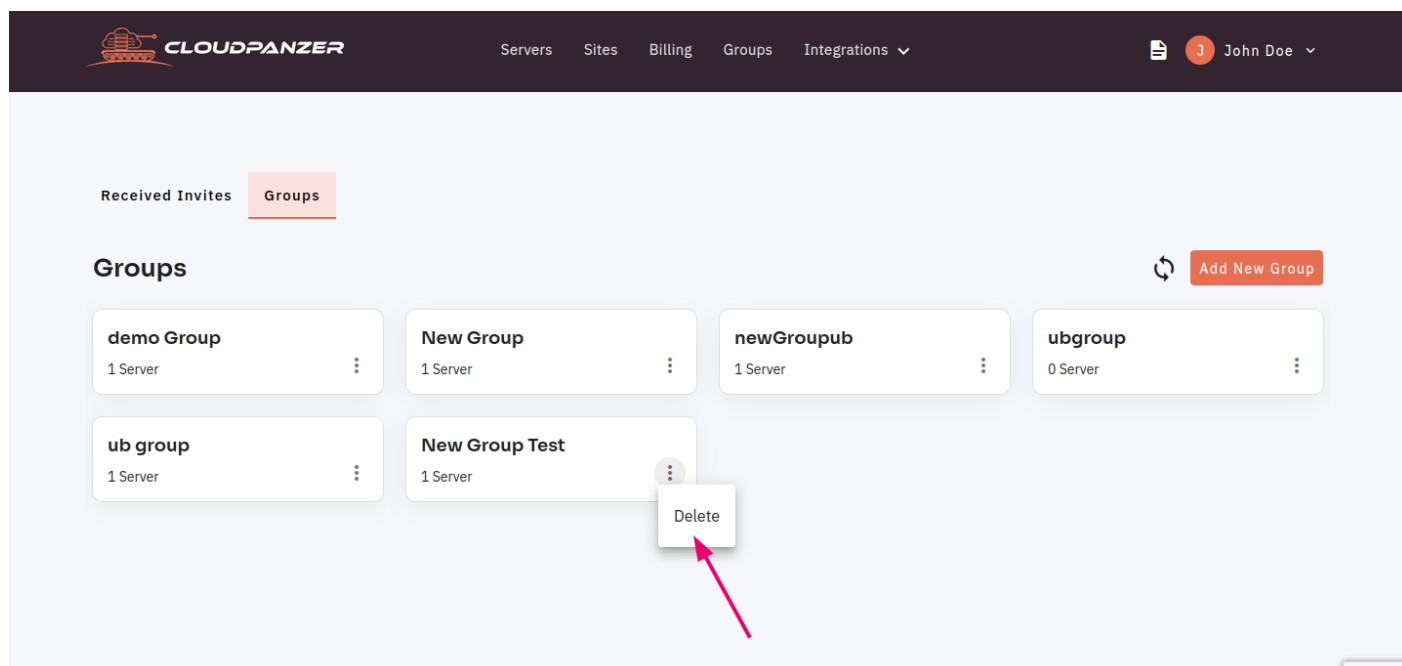 CLOUDPANZER
Servers Sites Billing Groups Integrations
J John Doe
Received Invites Groups
Groups
Add New Group
demo Group New Group newGroupub ubgroup
1 Server 1 Server 1 Server 0 Server
ub group New Group Test
1 Server 1 Server
Delete